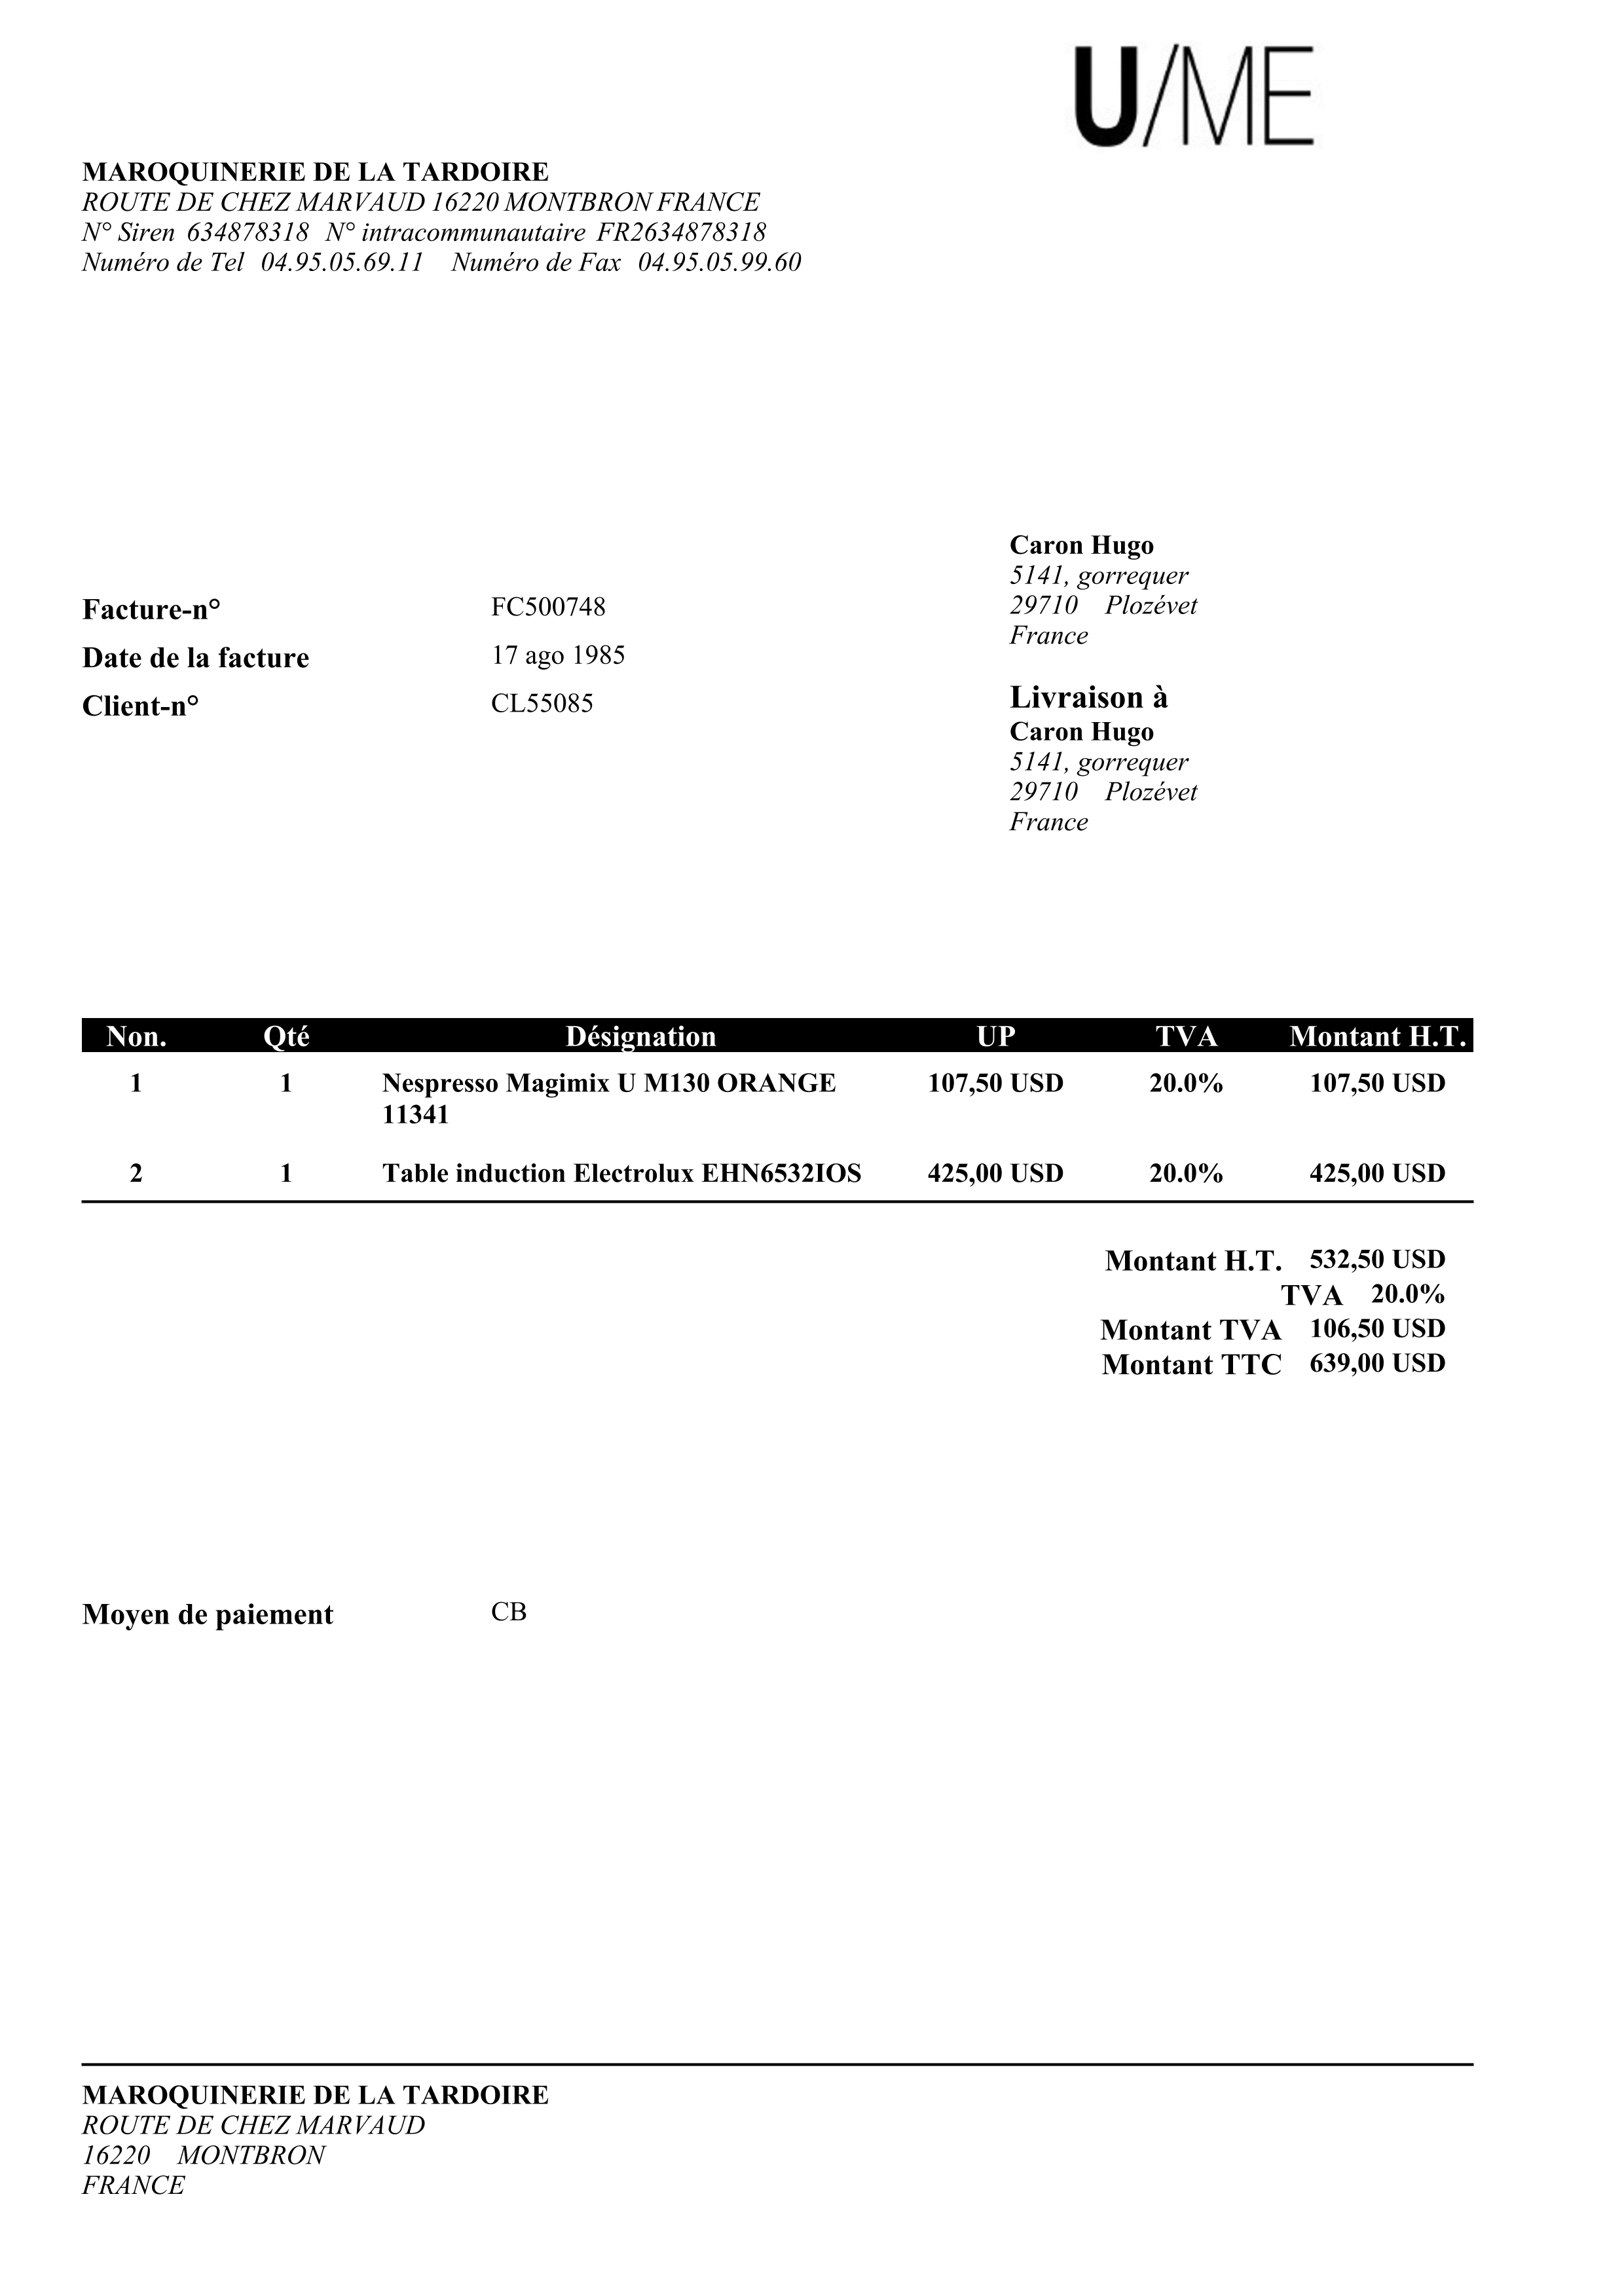 U/ME
MAROQUINERIE DE LA TARDOIRE
ROUTE DE CHEZ MARVAUD 16220 MONTBRON FRANCE
N° Siren 634878318 N° intracommunautaire FR2634878318
Numéro de Tel 04.95.05.69.11 Numéro de Fax 04.95.05.99.60
Caron Hugo
5141, gorrequer
29710 Plozévet
France
Facture-n° FC500748
Date de la facture 17 ago 1985
Client-n° CL55085
Livraison à
Caron Hugo
5141, gorrequer
29710 Plozévet
France
Non. Qté Désignation UP TVA Montant H.T.
1 1 Nespresso Magimix U M130 ORANGE 107,50 USD 20.0% 107,50 USD
11341
2 1 Table induction Electrolux EHN6532IOS 425,00 USD 20.0% 425,00 USD
Montant H.T. 532,50 USD
TVA 20.0%
Montant TVA 106,50 USD
Montant TTC 639,00 USD
Moyen de paiement CB
MAROQUINERIE DE LA TARDOIRE
ROUTE DE CHEZ MARVAUD
16220 MONTBRON
FRANCE